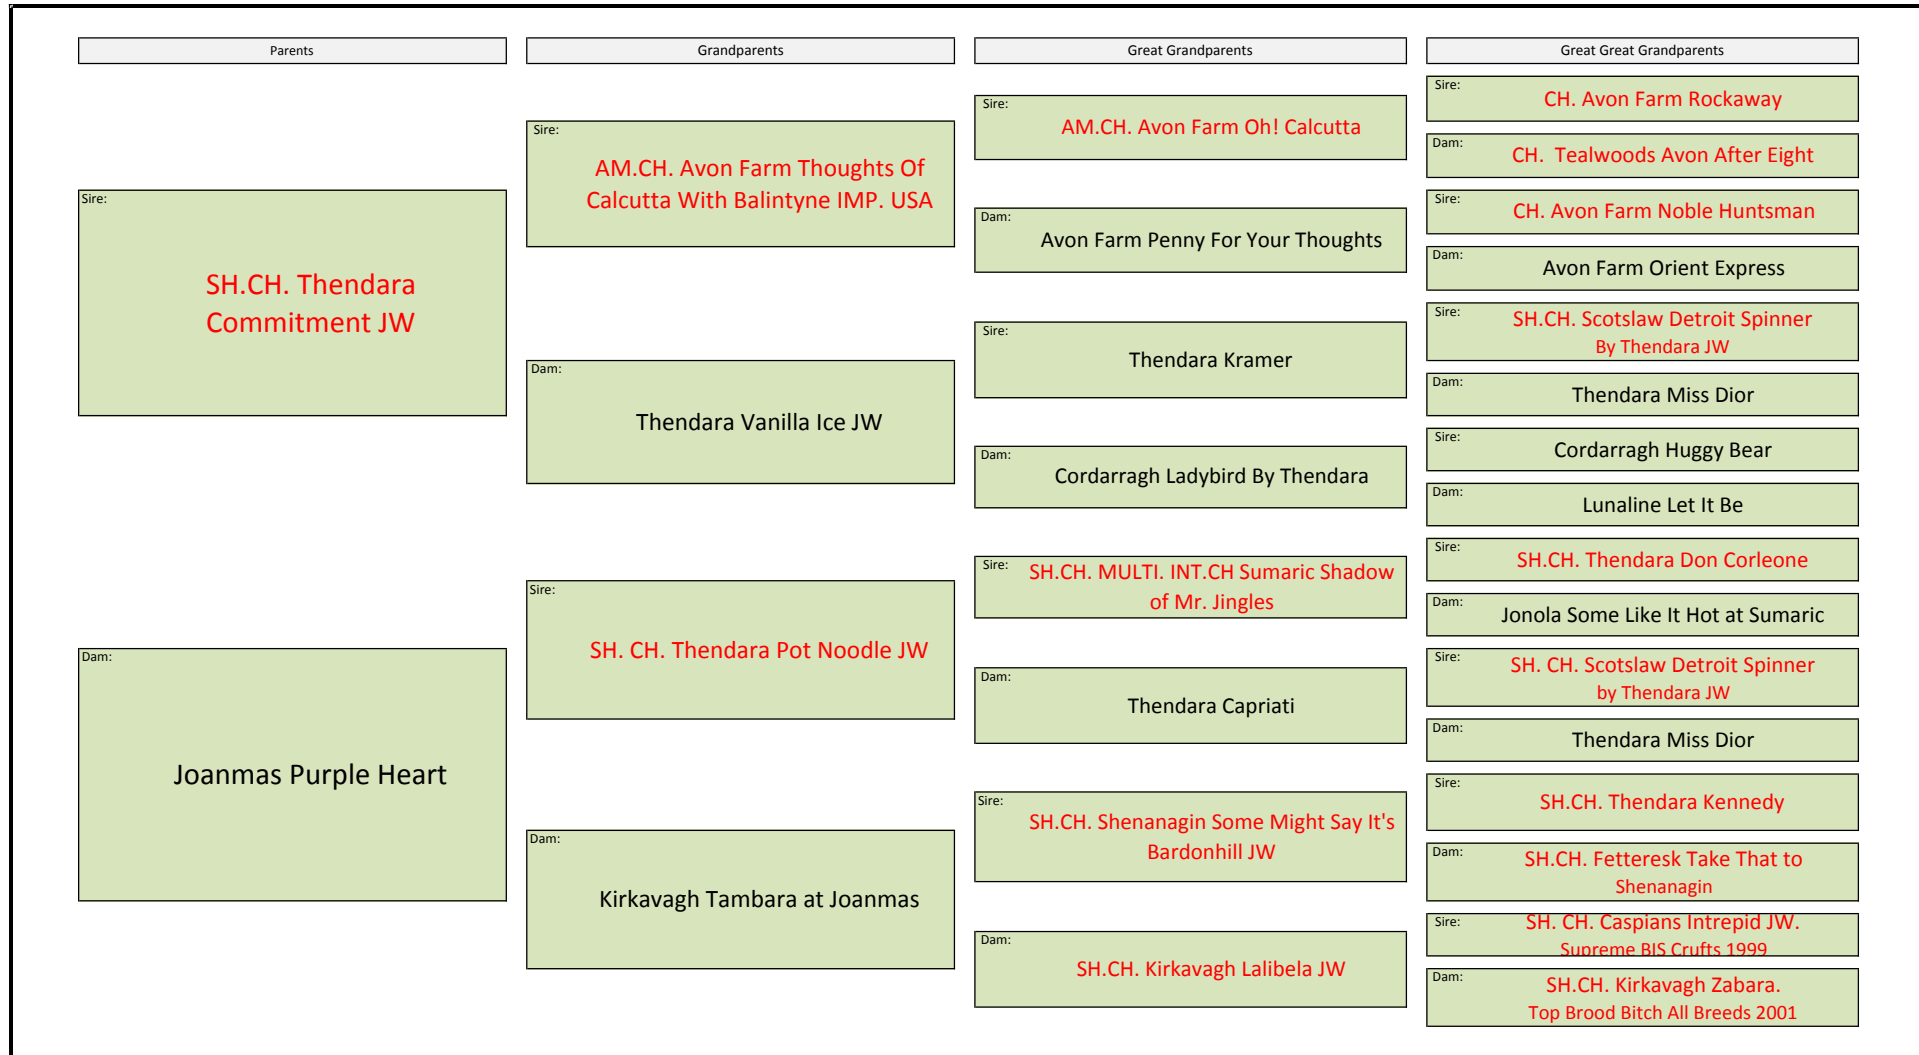 Parents
Grandparents
Great Grandparents
Great Great Grandparents
Sire:
SH.CH. Thendara
Commitment JW
Dam:
Joanmas Purple Heart
Sire:
AM.CH. Avon Farm Thoughts Of
Calcutta With Balintyne IMP. USA
Dam:
Thendara Vanilla Ice JW
Sire:
SH. CH. Thendara Pot Noodle JW
Dam:
Kirkavagh Tambara at Joanmas
Sire:
AM.CH. Avon Farm Oh! Calcutta
Dam:
Avon Farm Penny For Your Thoughts
Sire:
Thendara Kramer
Dam:
Cordarragh Ladybird By Thendara
Sire:
SH.CH. MULTI. INT.CH Sumaric Shadow
of Mr. Jingles
Dam:
Thendara Capriati
Sire:
SH.CH. Shenanagin Some Might Say It's
Bardonhill JW
Dam:
SH.CH. Kirkavagh Lalibela JW
Sire:
CH. Avon Farm Rockaway
Dam:
CH.  Tealwoods Avon After Eight
Sire:
CH. Avon Farm Noble Huntsman
Dam:
Avon Farm Orient Express
Sire:
SH.CH. Scotslaw Detroit Spinner
By Thendara JW
Dam:
Thendara Miss Dior
Sire:
Cordarragh Huggy Bear
Dam:
Lunaline Let It Be
Sire:
SH.CH. Thendara Don Corleone
Dam:
Jonola Some Like It Hot at Sumaric
Sire:
SH. CH. Scotslaw Detroit Spinner
by Thendara JW
Dam:
Thendara Miss Dior
Sire:
SH.CH. Thendara Kennedy
Dam:
SH.CH. Fetteresk Take That to
Shenanagin
Sire:
SH. CH. Caspians Intrepid JW.
Supreme BIS Crufts 1999
Dam:
SH.CH. Kirkavagh Zabara.
Top Brood Bitch All Breeds 2001